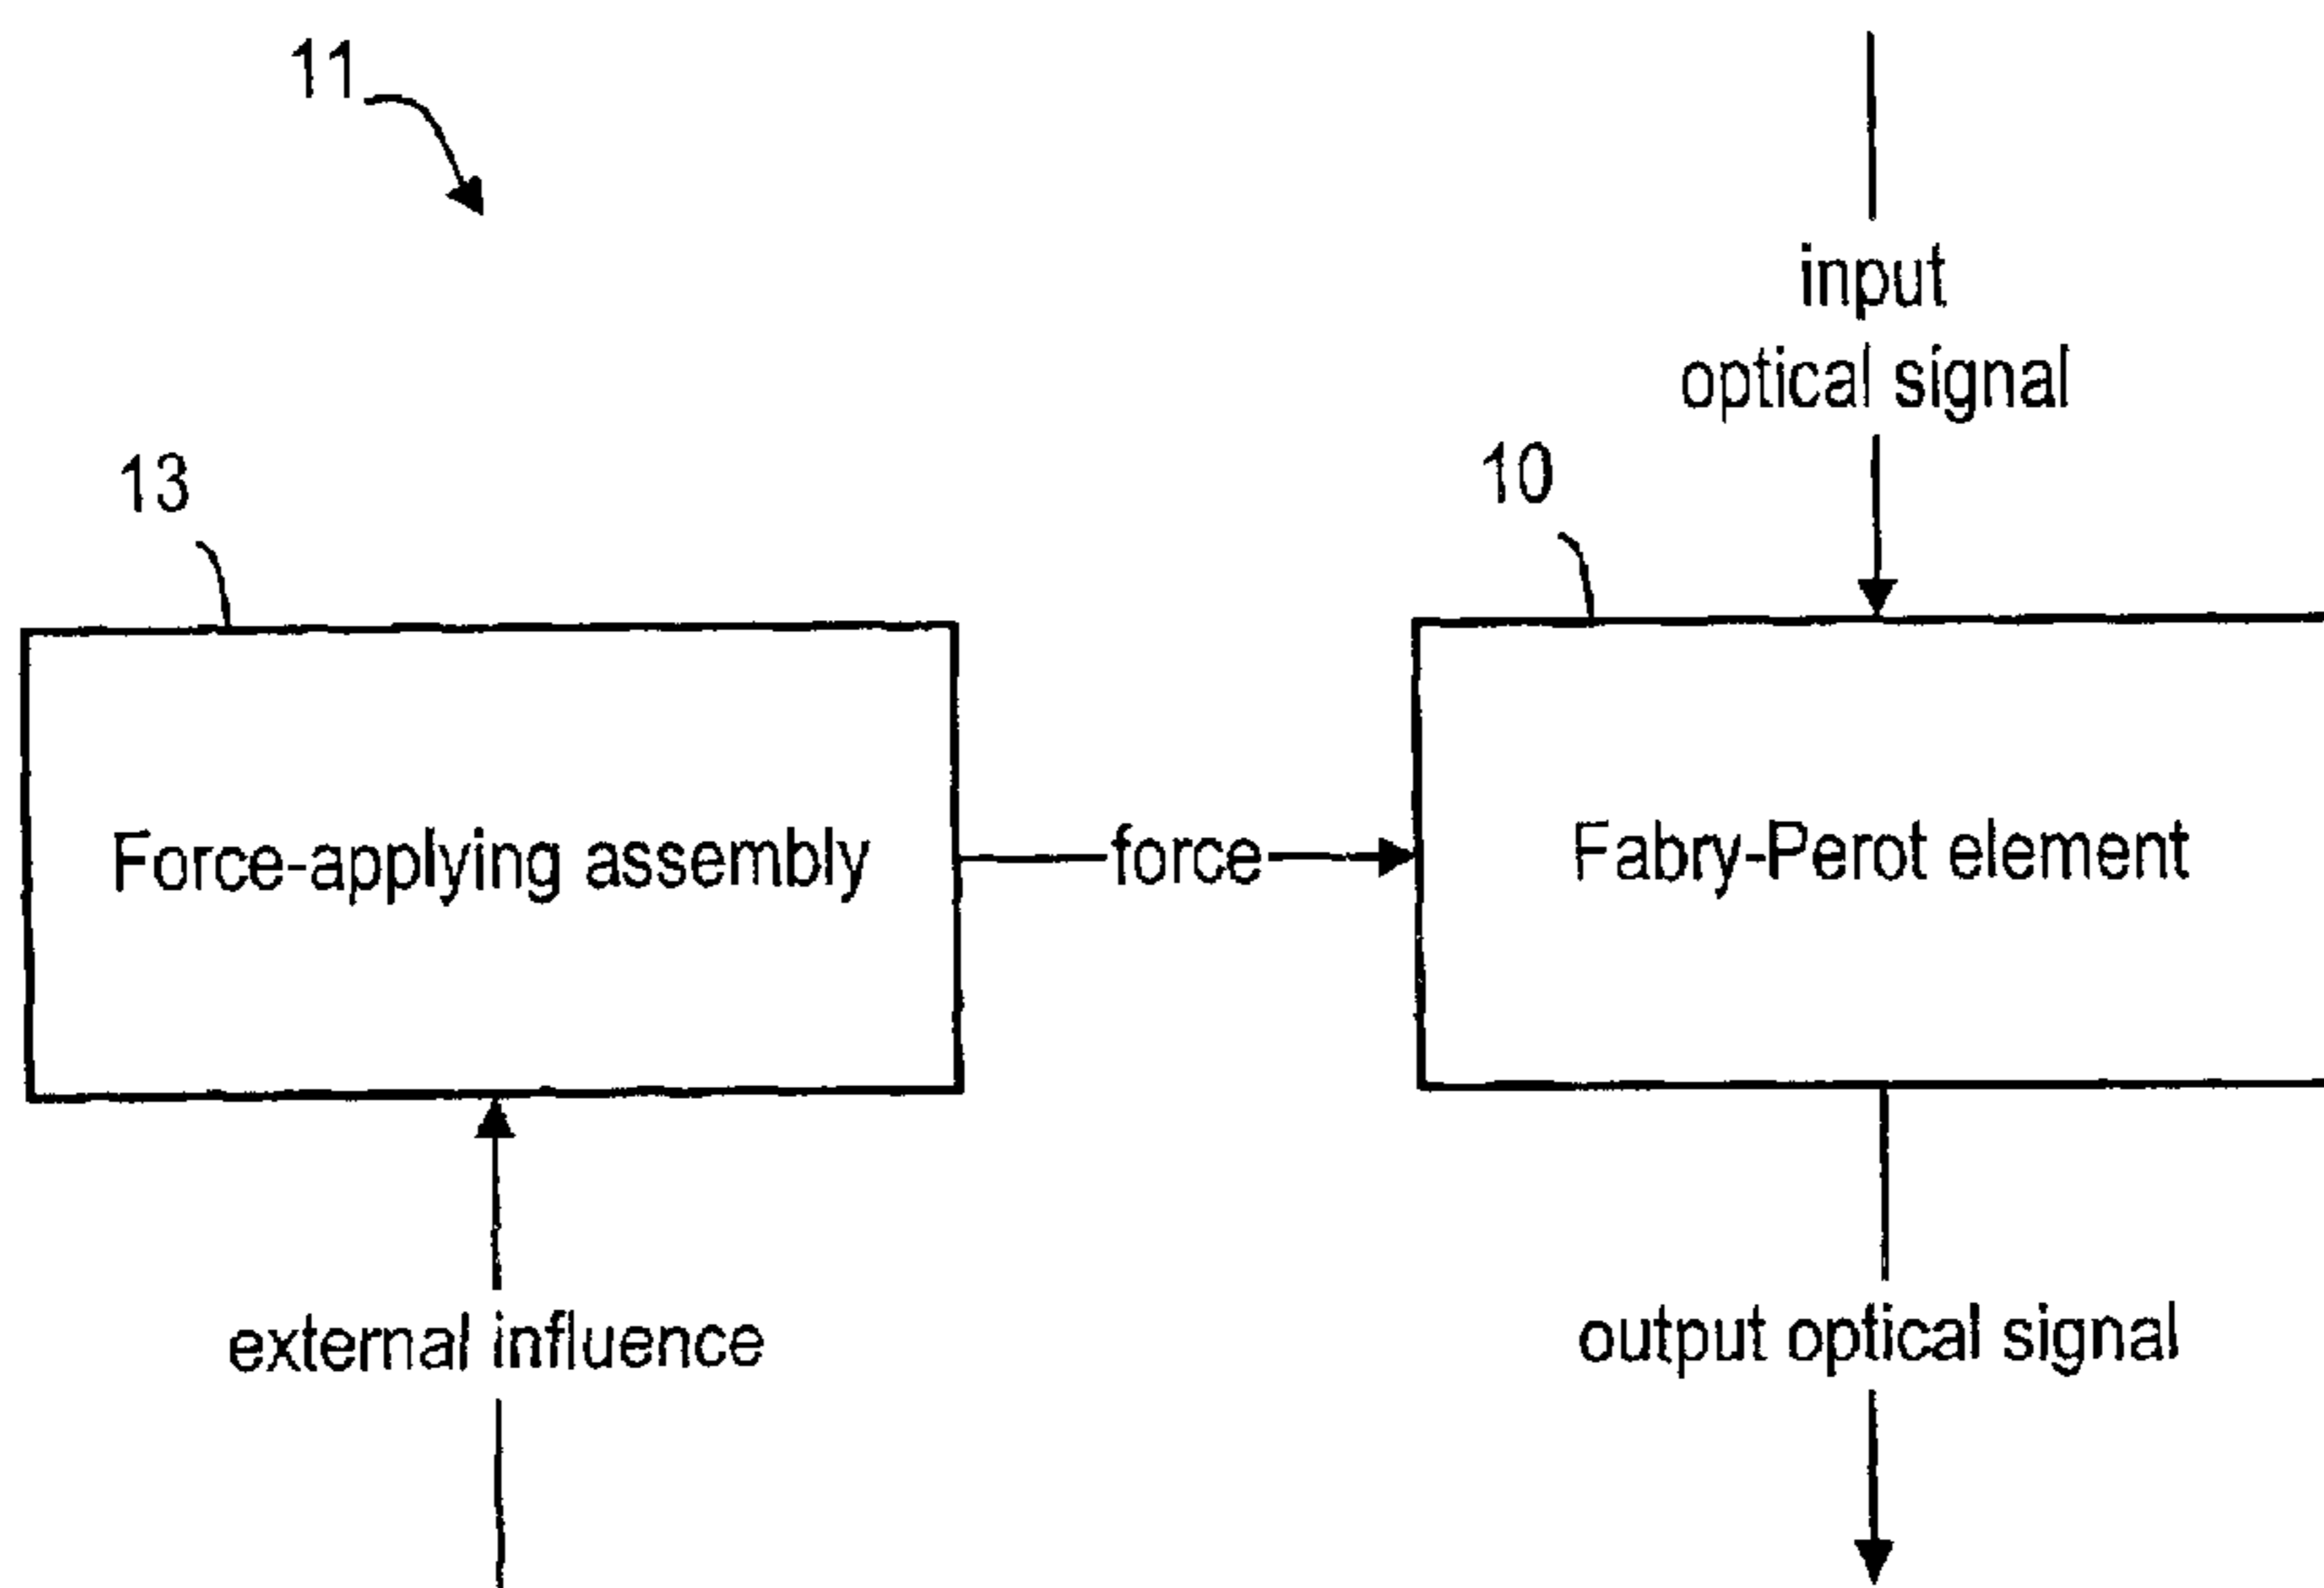 11
input
optical signal
13
10
Force-applying assembly
force
Fabry-Perot element
external influence
output optical signal